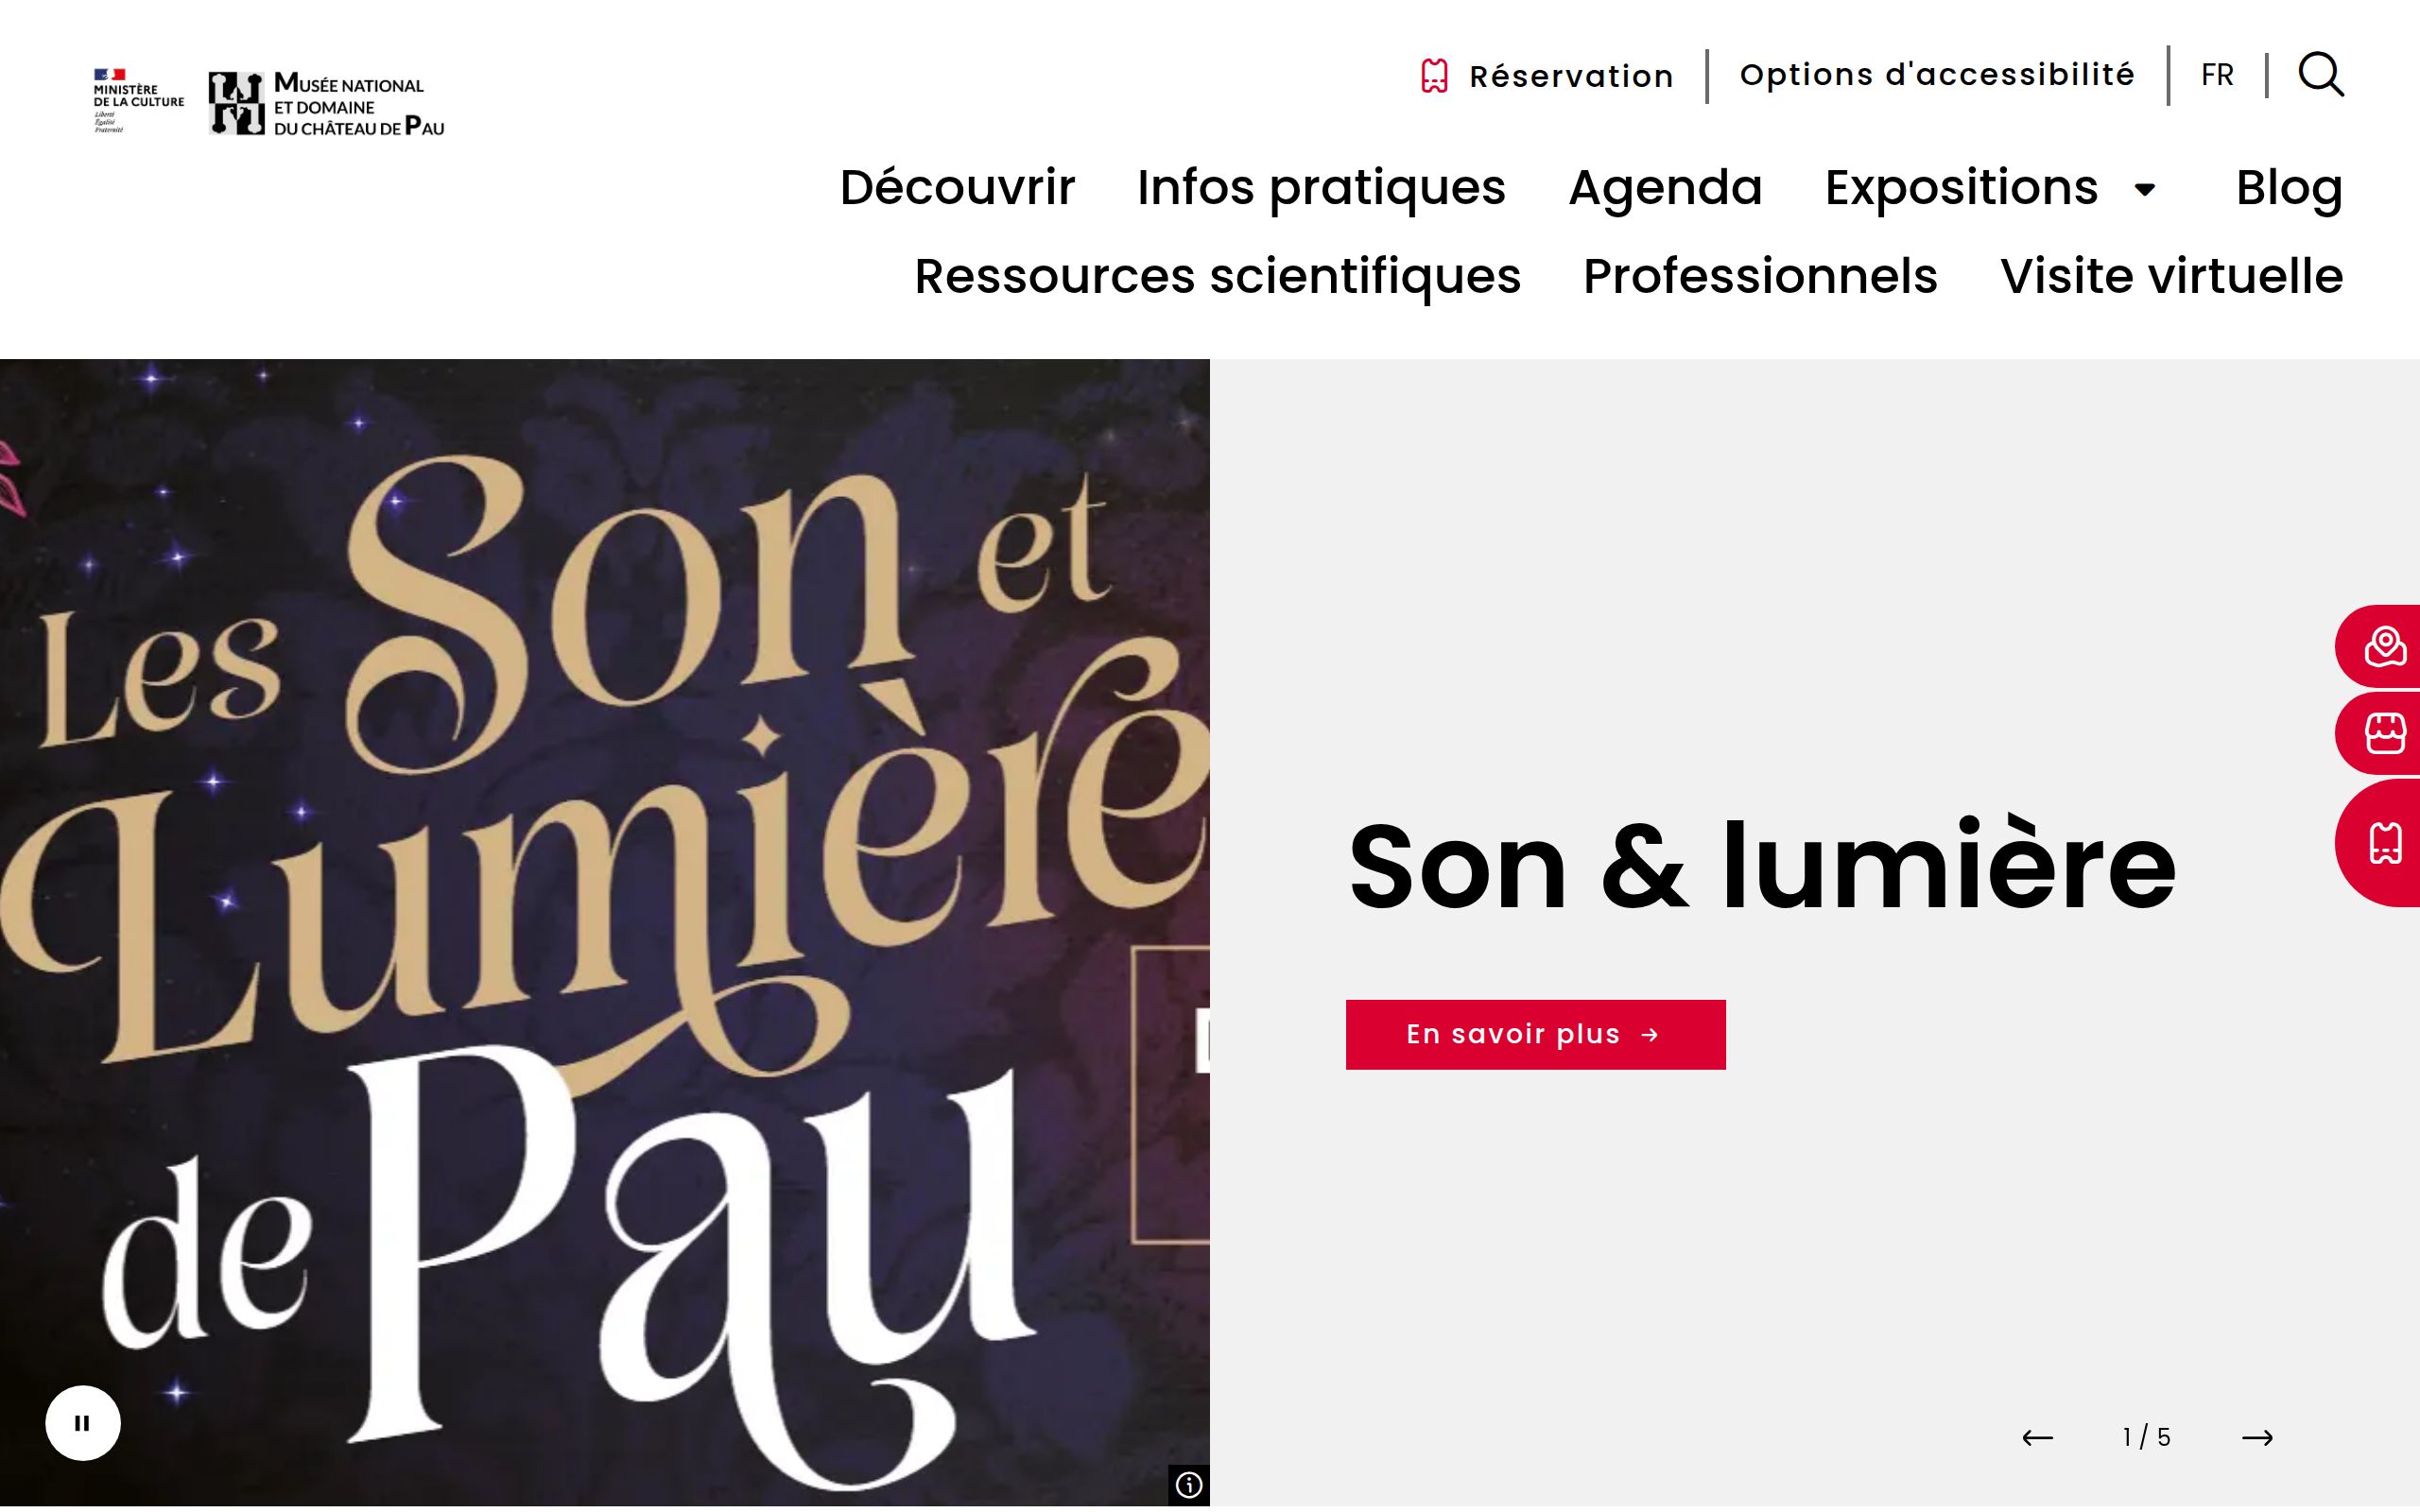 MINISTÈRE
DE LA CULTURE
Liberté
Égalité
Fraternité
MUSÉE NATIONAL
ET DOMAINE
DU CHÂTEAU DE PAU
Réservation
Options d'accessibilité
FR
Découvrir
Infos pratiques
Agenda
Expositions
Blog
Ressources scientifiques
Professionnels
Visite virtuelle
Les Son et
Lumière
de Pau
Son & lumière
En savoir plus →
1 / 5